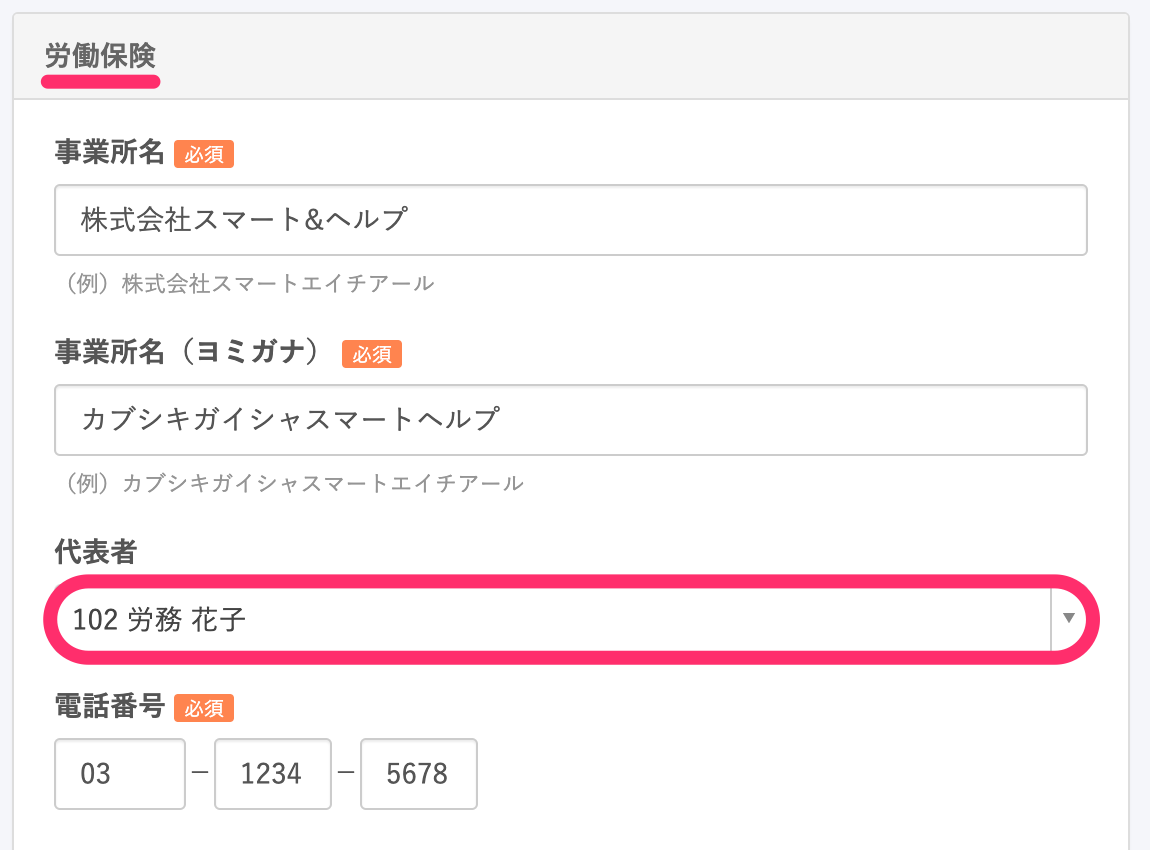 労働保険
事業所名 必須
株式会社スマート&ヘルプ
（例）株式会社スマートエイチアール
事業所名（ヨミガナ） 必須
カブシキガイシャスマートヘルプ
（例）カブシキガイシャスマートエイチアール
代表者
102 労務 花子 ▼
電話番号 必須
03 – 1234 – 5678